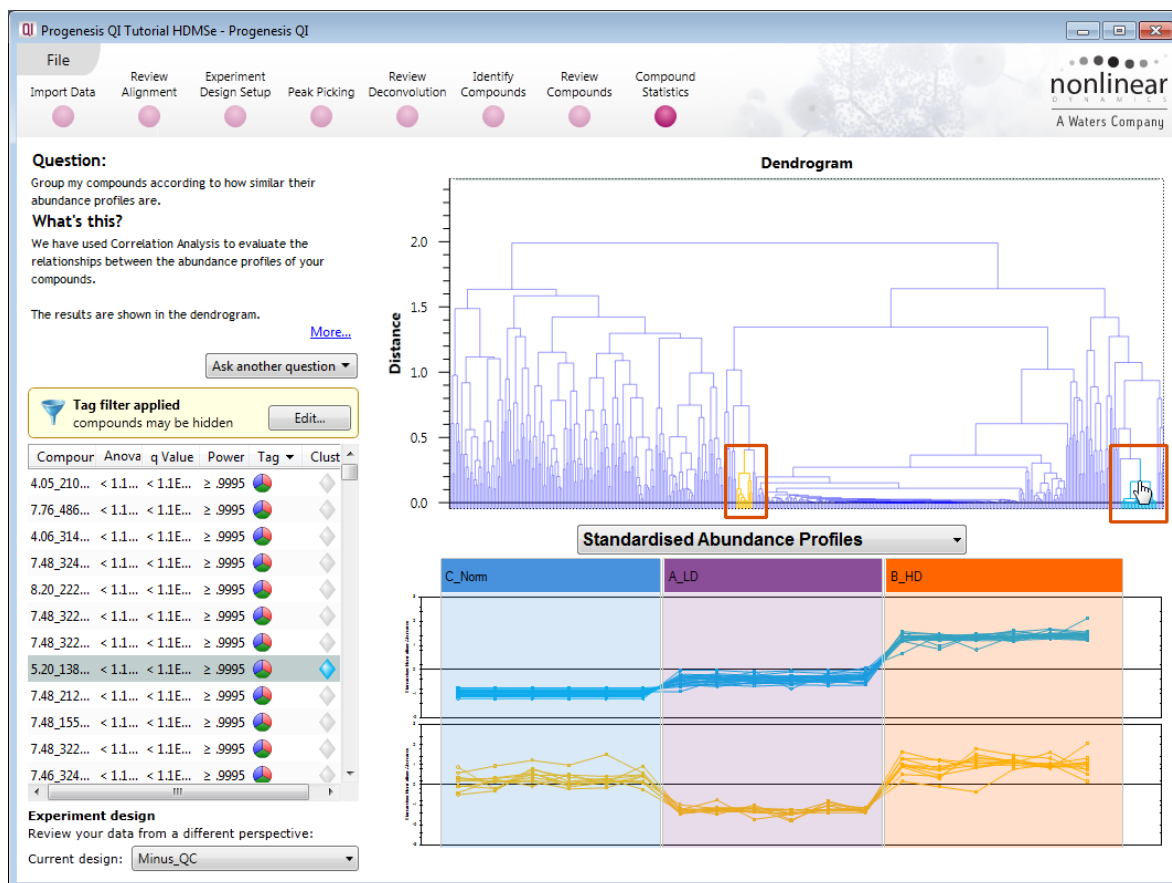 Progenesis QI Tutorial HDMSe - Progenesis QI
File
Import Data
Review
Alignment
Experiment
Design Setup
Peak Picking
Review
Deconvolution
Identify
Compounds
Review
Compounds
Compound
Statistics
nonlinear
DYNAMICS
A Waters Company
Question:
Group my compounds according to how similar their
abundance profiles are.
What's this?
We have used Correlation Analysis to evaluate the
relationships between the abundance profiles of your
compounds.
The results are shown in the dendrogram.
More...
Ask another question
Tag filter applied
compounds may be hidden
Edit...
Compour Anova q Value Power Tag Clust
4.05_210... < 1.1... < 1.1E... ≥ .9995
7.76_486... < 1.1... < 1.1E... ≥ .9995
4.06_314... < 1.1... < 1.1E... ≥ .9995
7.48_324... < 1.1... < 1.1E... ≥ .9995
8.20_222... < 1.1... < 1.1E... ≥ .9995
7.48_322... < 1.1... < 1.1E... ≥ .9995
7.48_322... < 1.1... < 1.1E... ≥ .9995
5.20_138... < 1.1... < 1.1E... ≥ .9995
7.48_212... < 1.1... < 1.1E... ≥ .9995
7.48_155... < 1.1... < 1.1E... ≥ .9995
7.48_322... < 1.1... < 1.1E... ≥ .9995
7.46_324... < 1.1... < 1.1E... ≥ .9995
Experiment design
Review your data from a different perspective:
Current design: Minus_QC
Dendrogram
Distance
2.0
1.5
1.0
0.5
0.0
Standardised Abundance Profiles
C_Norm A_LD B_HD